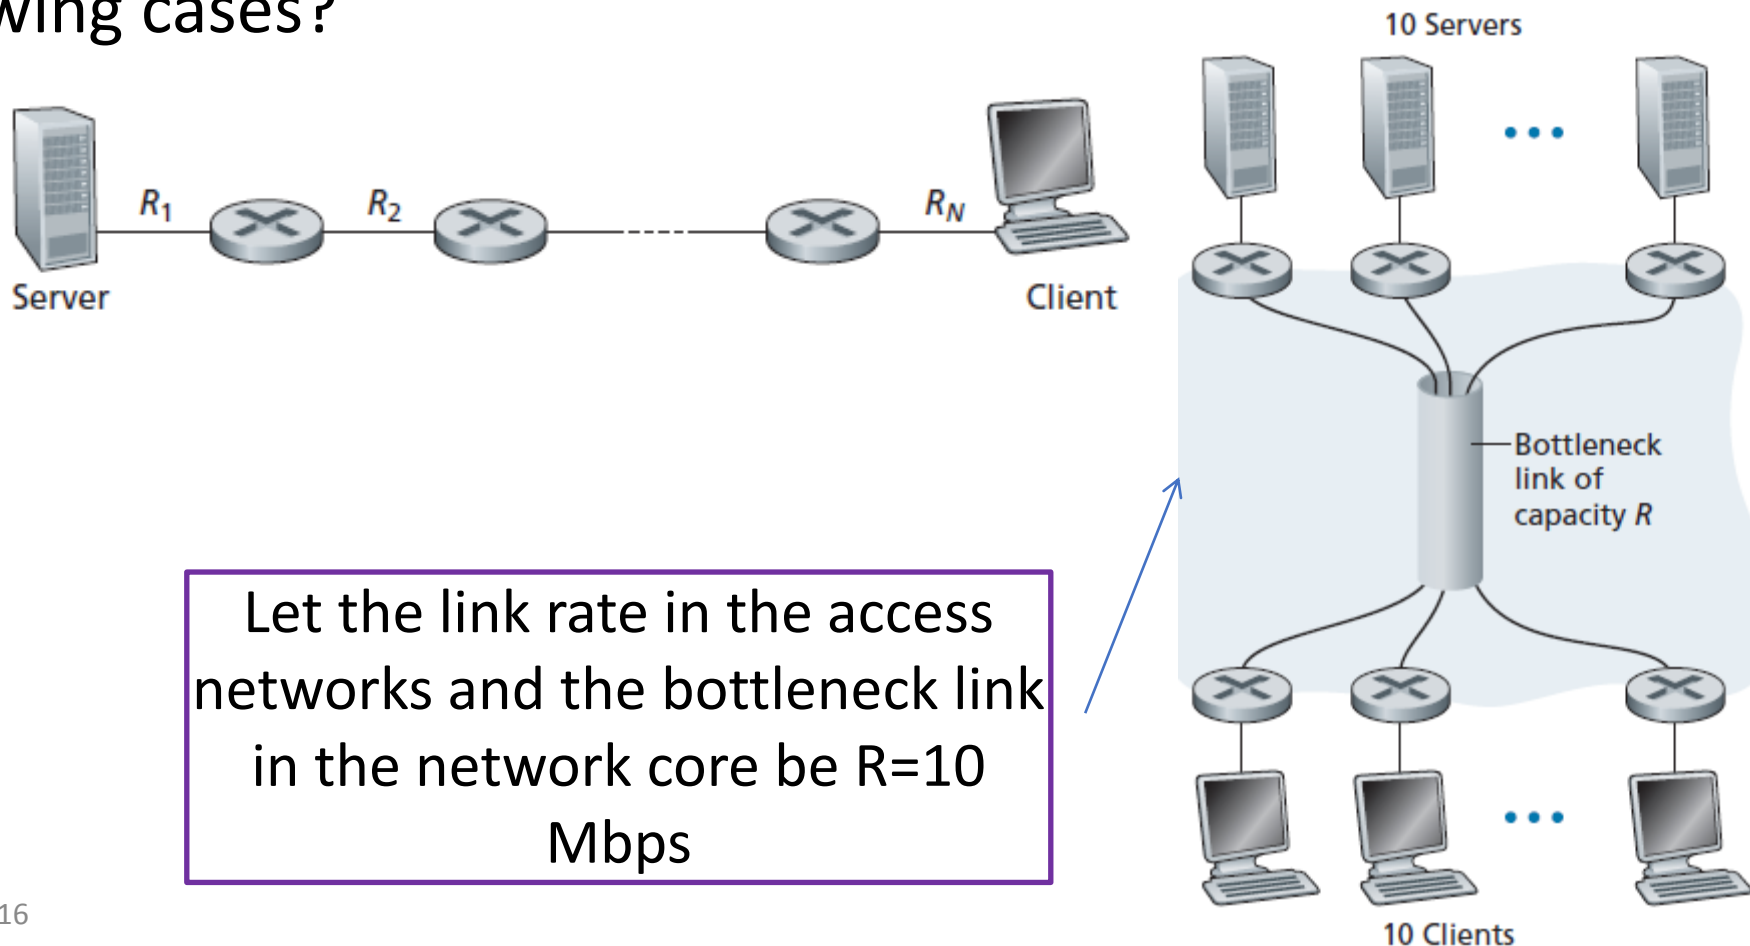 wing cases?
10 Servers
R1
R2
RN
Server
Client
Bottleneck
link of
capacity R
Let the link rate in the access
networks and the bottleneck link
in the network core be R=10
Mbps
16
10 Clients